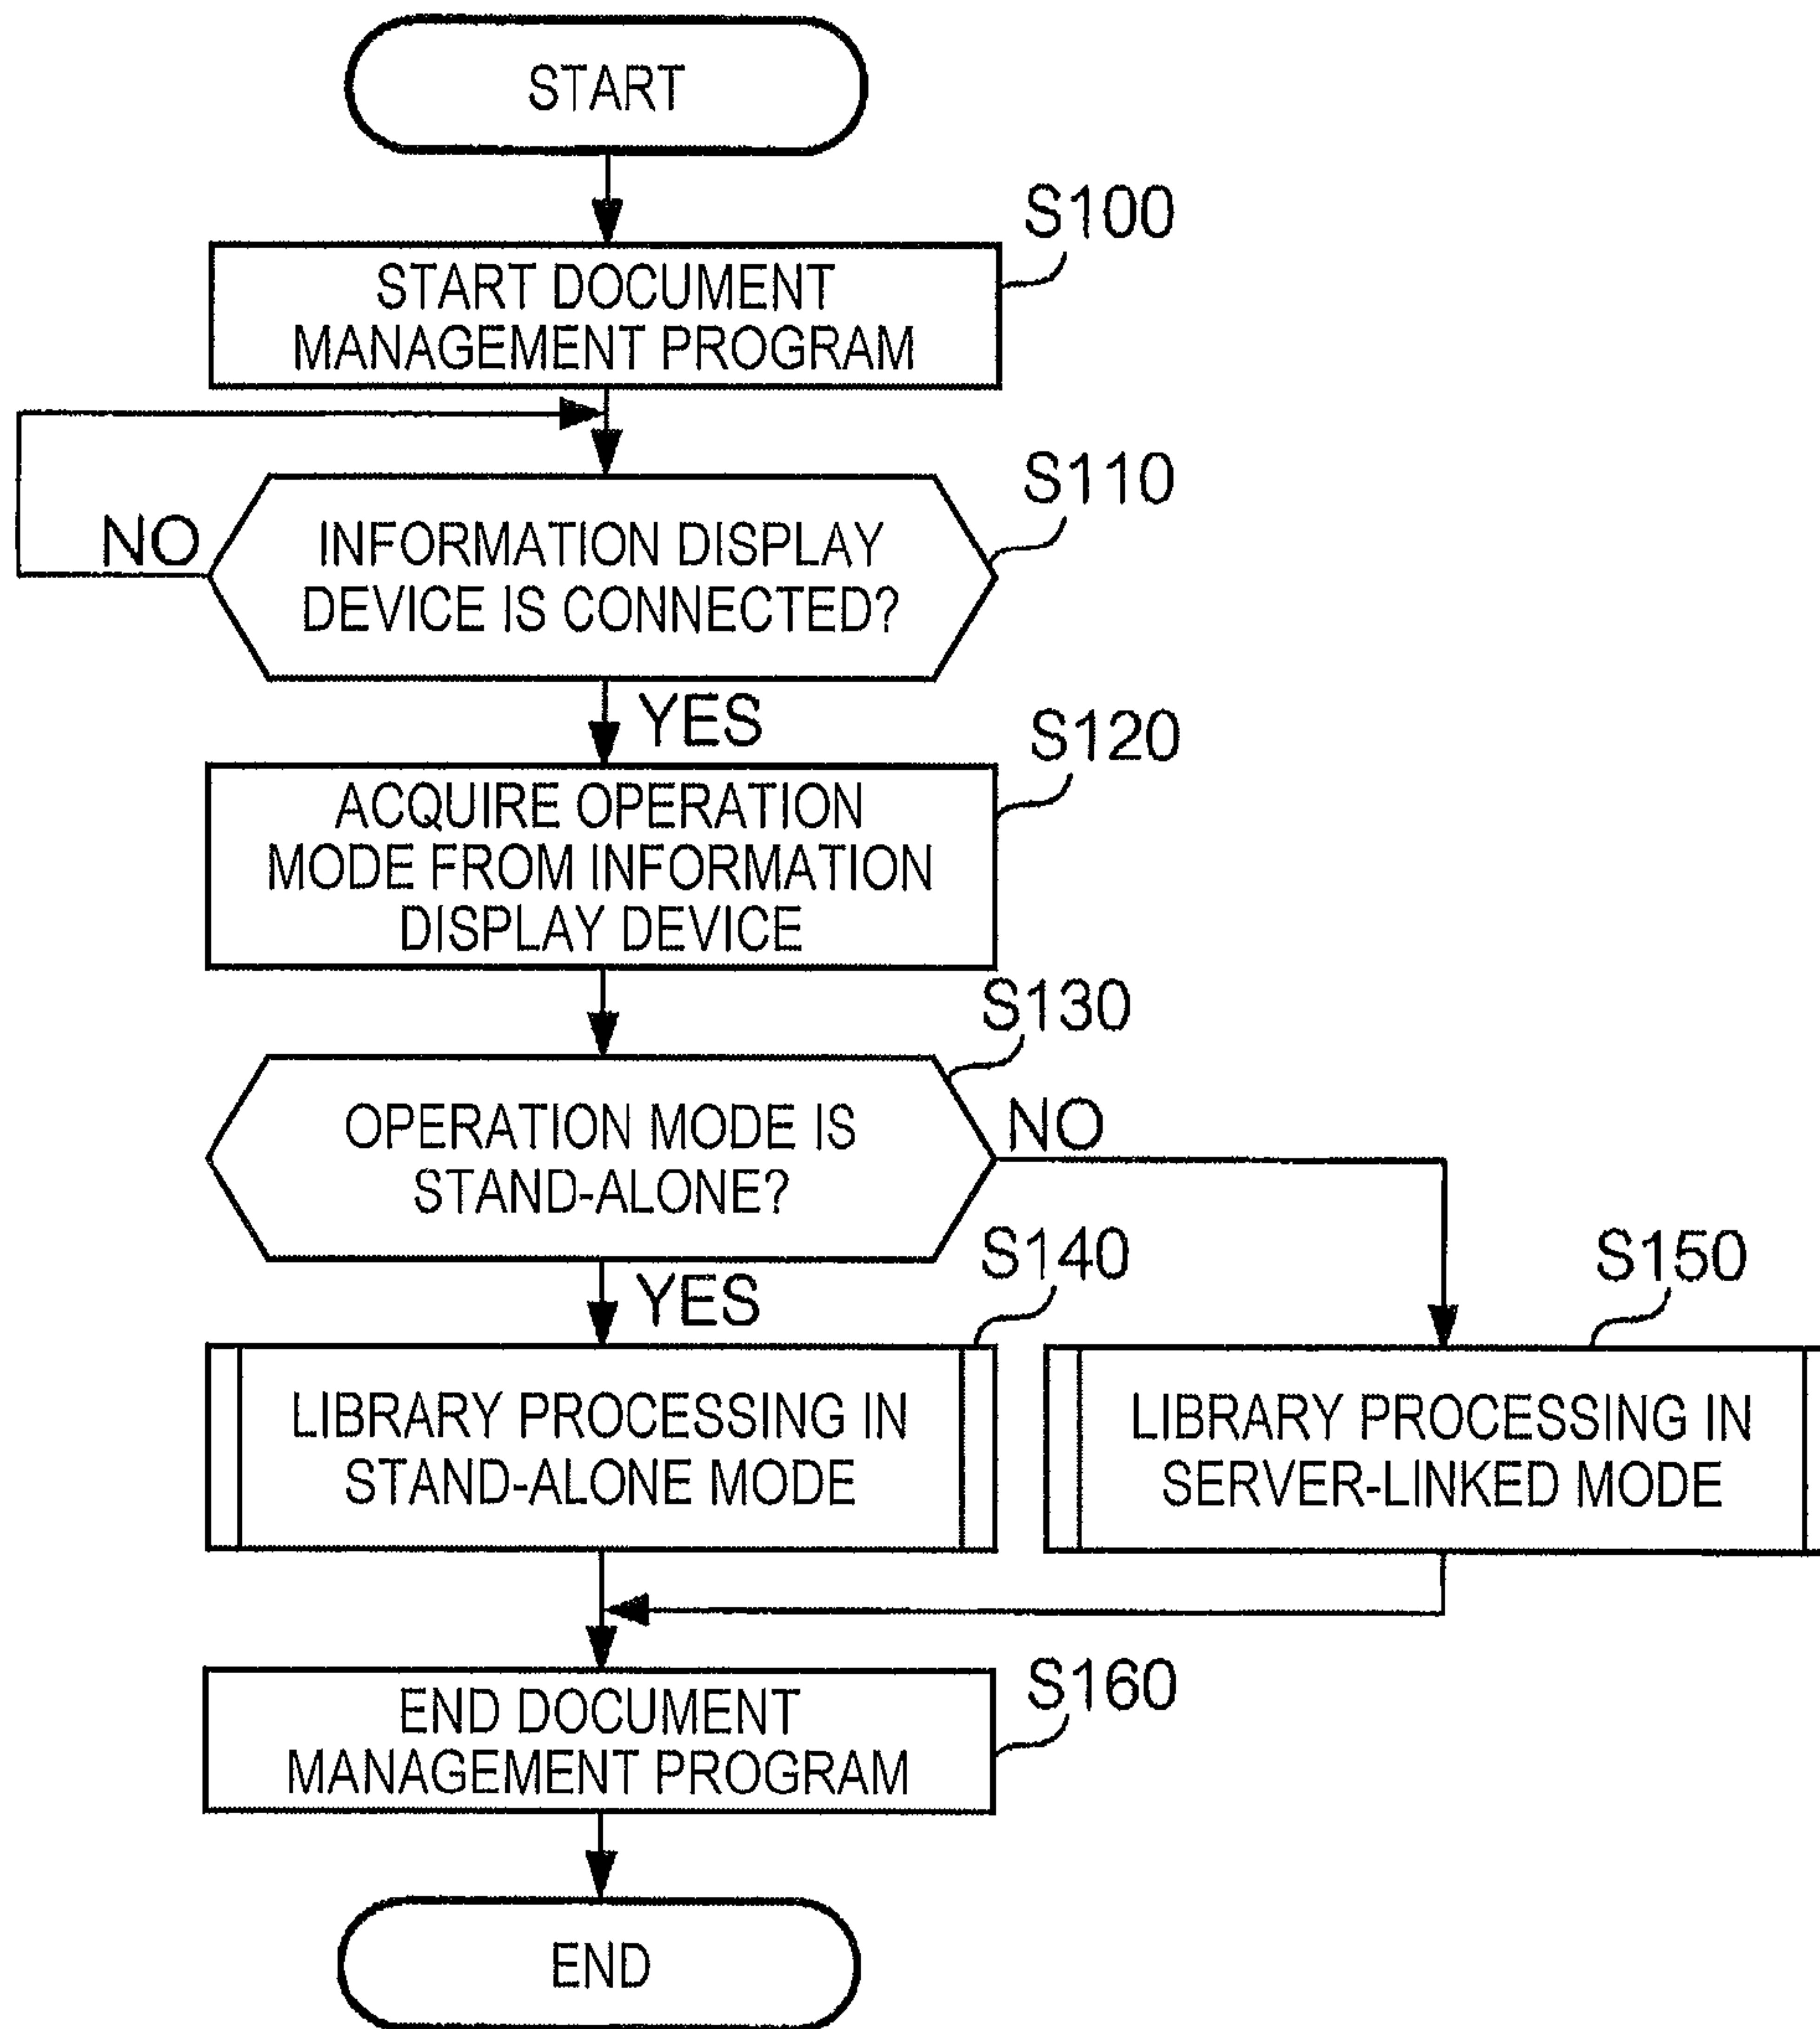 START
S100
START DOCUMENT
MANAGEMENT PROGRAM
S110
NO
INFORMATION DISPLAY
DEVICE IS CONNECTED?
YES
S120
ACQUIRE OPERATION
MODE FROM INFORMATION
DISPLAY DEVICE
S130
OPERATION MODE IS
STAND-ALONE?
NO
YES
S140
S150
LIBRARY PROCESSING IN
STAND-ALONE MODE
LIBRARY PROCESSING IN
SERVER-LINKED MODE
S160
END DOCUMENT
MANAGEMENT PROGRAM
END